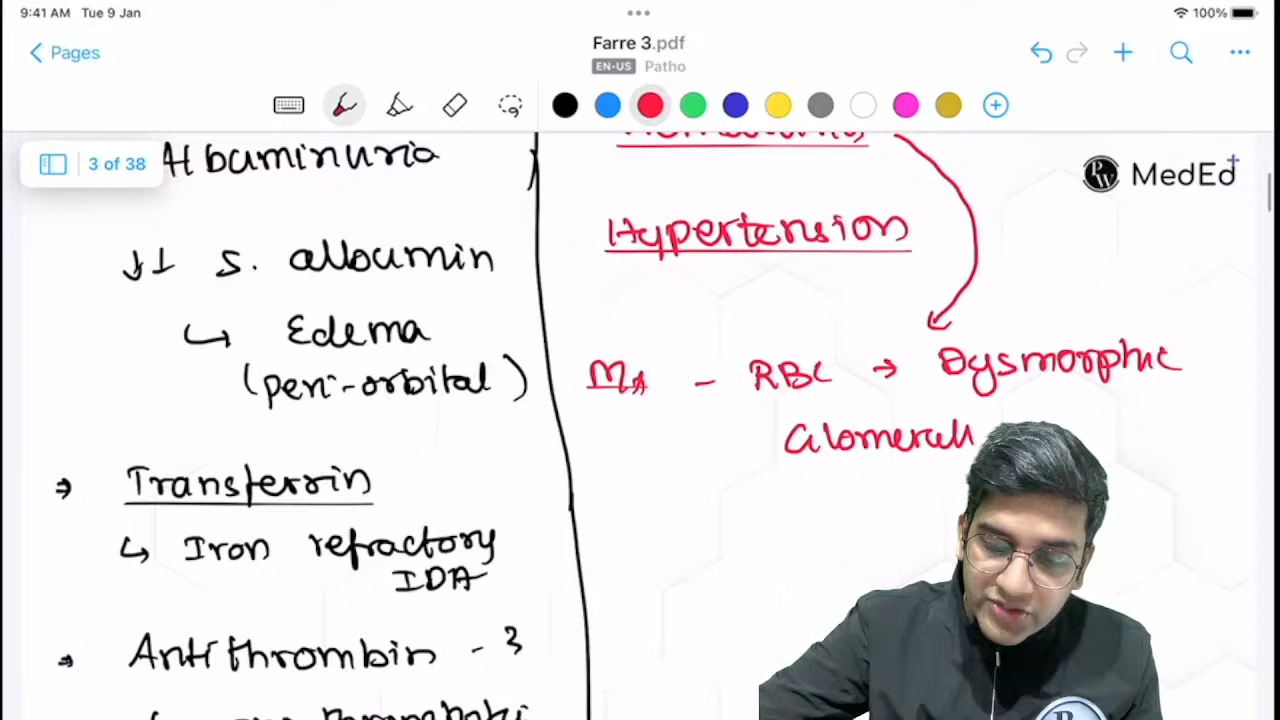 9:41 AM Tue 9 Jan
100%
Pages
Farre 3.pdf
EN-US Patho
3 of 38
MedEd
Albuminuria
↓↓ S. albumin
↳ Edema
(peri-orbital)
⇒ Transferrin
↳ Iron refractory
IDA
⇒ Antithrombin - 3
Hypertension
RBC → Dysmorphic